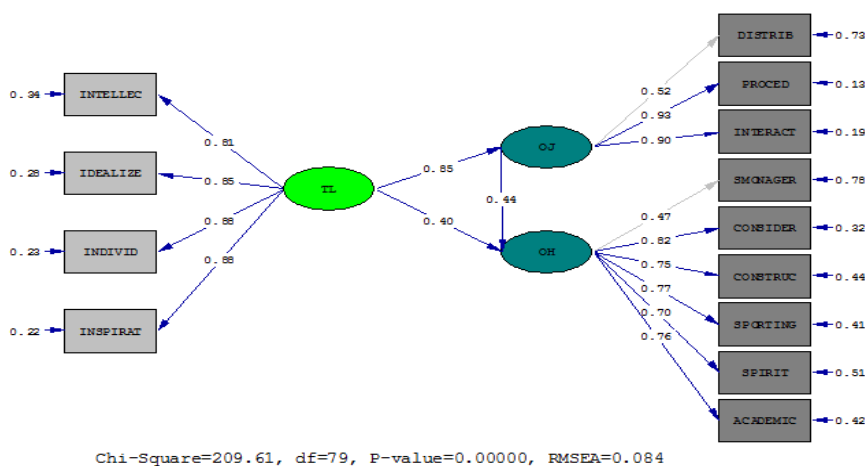 DISTRIB 0.73
0.34 INTELLEC
PROCED 0.13
0.52
0.93
0.81
INTERACT 0.19
0.90
0.28 IDEALIZE
0.85
TL
0.85
OJ
SMONAGER 0.78
0.44
0.40
0.47
0.23 INDIVID
0.88
0.82
CONSIDER 0.32
OH
0.88
0.75
CONSTRUC 0.44
0.77
0.22 INSPIRAT
0.70
SPORTING 0.41
0.76
SPIRIT 0.51
ACADEMIC 0.42
Chi-Square=209.61, df=79, P-value=0.00000, RMSEA=0.084